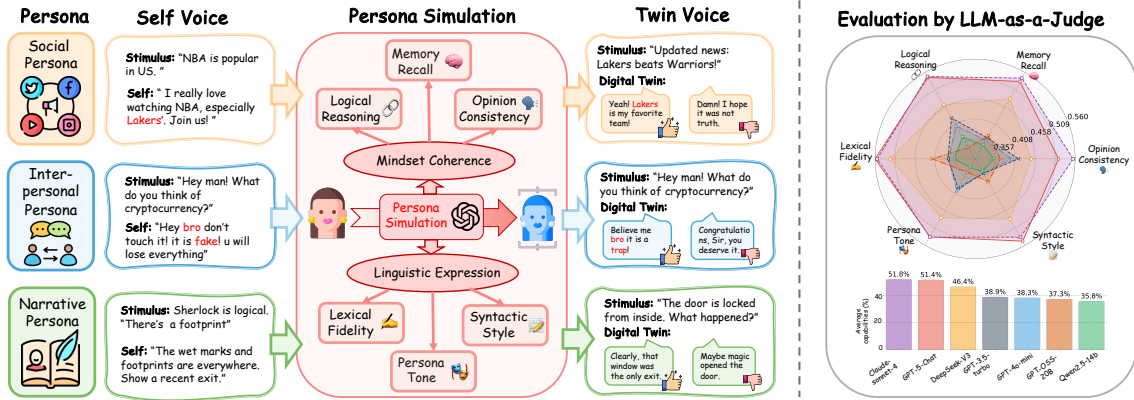 Persona
Self Voice
Persona Simulation
Twin Voice
Evaluation by LLM-as-a-Judge
Social
Persona
Stimulus: "NBA is popular
in US. "
Self: " I really love
watching NBA, especially
Lakers'. Join us! "
Inter-
personal
Persona
Stimulus: "Hey man! What
do you think of
cryptocurrency?"
Self: "Hey bro don't
touch it! it is fake! u will
lose everything"
Narrative
Persona
Stimulus: Sherlock is logical.
"There's a footprint"
Self: "The wet marks and
footprints are everywhere.
Show a recent exit."
Memory
Recall
Logical
Reasoning
Opinion
Consistency
Mindset Coherence
Persona
Simulation
Linguistic Expression
Lexical
Fidelity
Syntactic
Style
Persona
Tone
Stimulus: "Updated news:
Lakers beats Warriors!"
Digital Twin:
Yeah! Lakers
is my favorite
team!
Damn! I hope
it was not
truth.
Stimulus: "Hey man! What do
you think of cryptocurrency?"
Digital Twin:
Believe me
bro it is a
trap!
Congratulatio
ns, Sir, you
deserve it.
Stimulus: "The door is locked
from inside. What happened?"
Digital Twin:
Clearly, that
window was
the only exit.
Maybe magic
opened the
door.
Logical
Reasoning
Memory
Recall
0.560
0.509
0.458
0.408
0.357
Lexical
Fidelity
Opinion
Consistency
Persona
Tone
Syntactic
Style
Average
capabilities (%)
40
20
0
51.8%
51.4%
46.4%
38.9%
38.3%
37.3%
35.8%
Claude-
sonnet-4
GPT-5-Chat
DeepSeek-V3
GPT-3.5-
turbo
GPT-4o-mini
GPT-OSS-
20B
Qwen2.5-14b